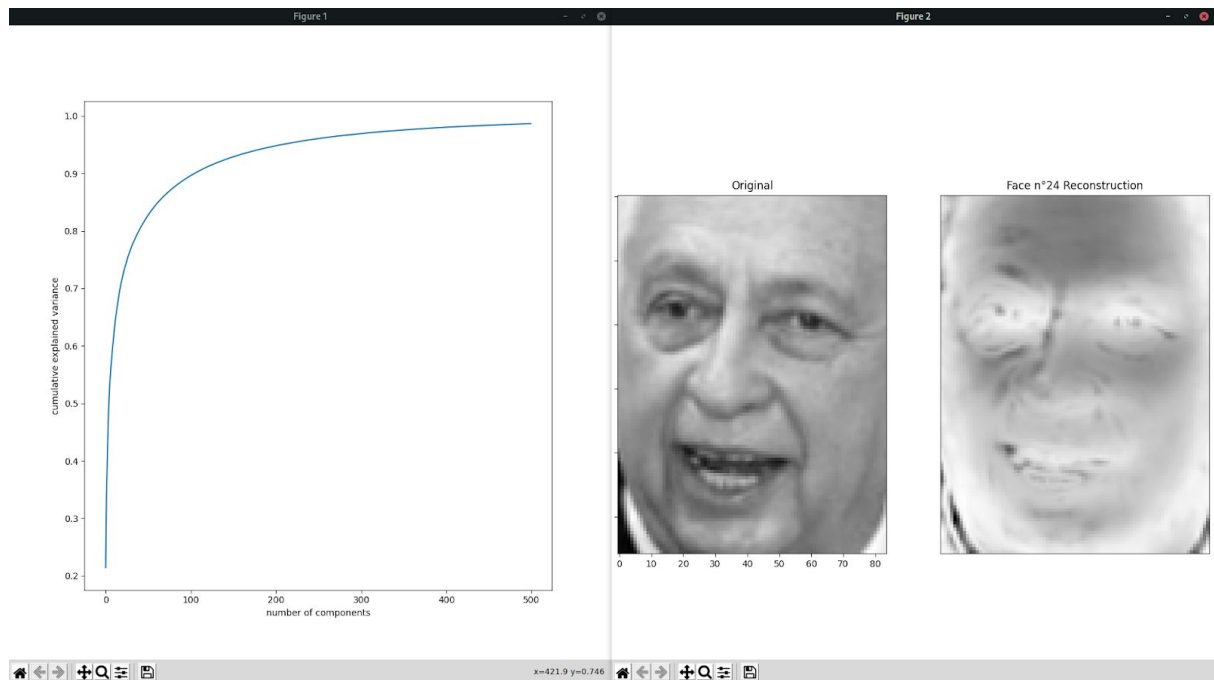 Figure 1
1.0
0.9
0.8
0.7
0.6
0.5
0.4
0.3
0.2
cumulative explained variance
0 100 200 300 400 500
number of components
x=421.9 y=0.746
Figure 2
Original
0 10 20 30 40 50 60 70 80
Face n°24 Reconstruction